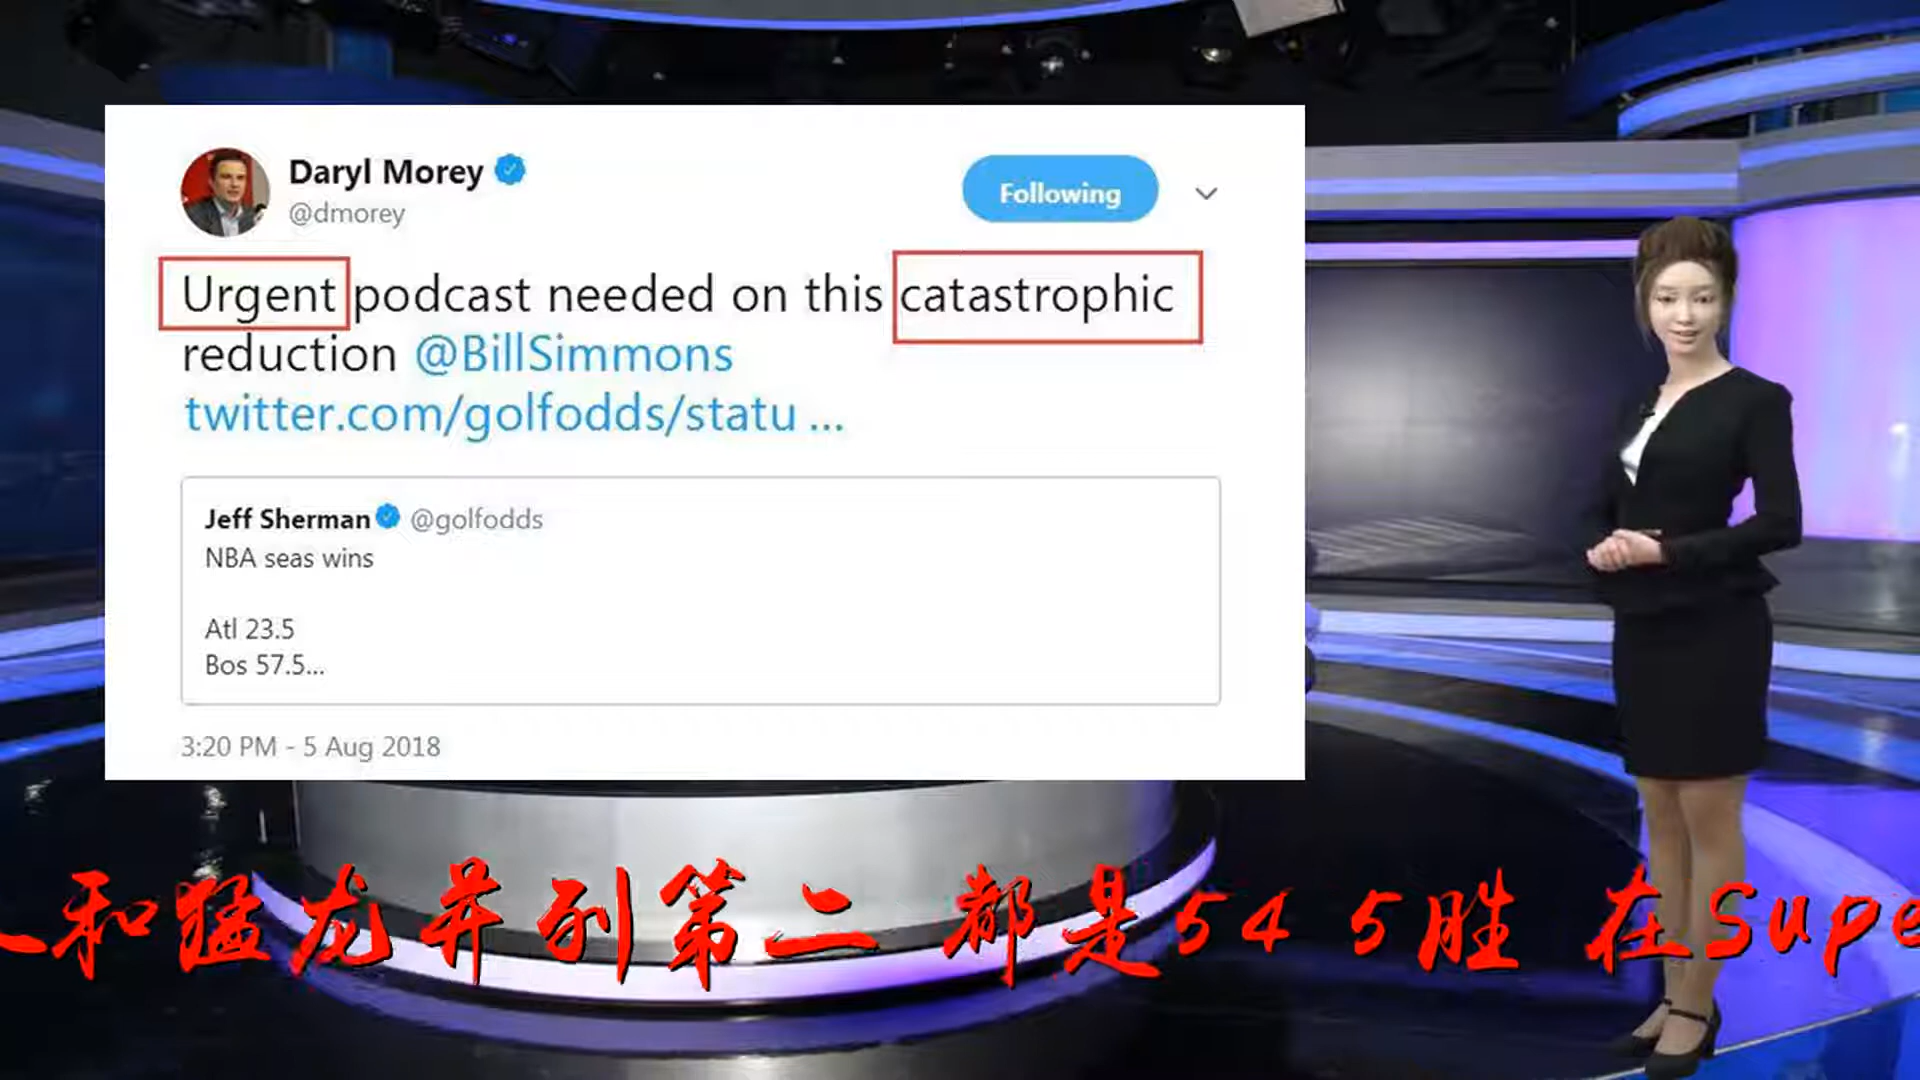 Daryl Morey
@dmorey
Following
Urgent podcast needed on this catastrophic
reduction @BillSimmons
twitter.com/golfodds/statu ...
Jeff Sherman @golfodds
NBA seas wins
Atl 23.5
Bos 57.5...
3:20 PM - 5 Aug 2018
和猛龙并列第二 都是54 5胜 在Supe